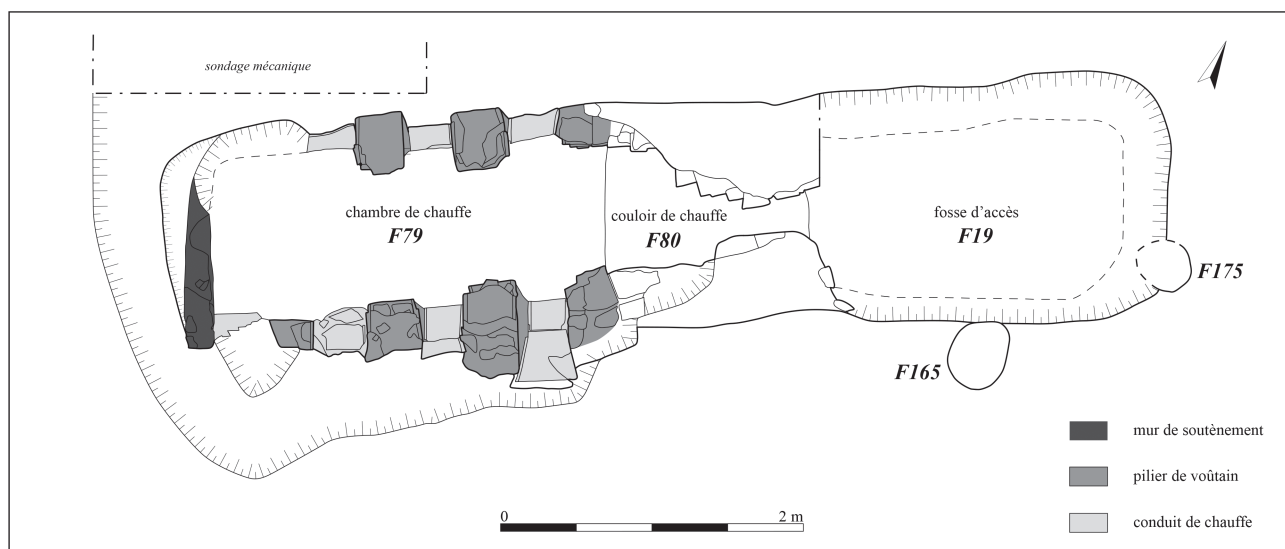 sondage mécanique
chambre de chauffe
F79
couloir de chauffe
F80
fosse d'accès
F19
F175
F165
mur de soutènement
pilier de voûtain
conduit de chauffe
0
2 m